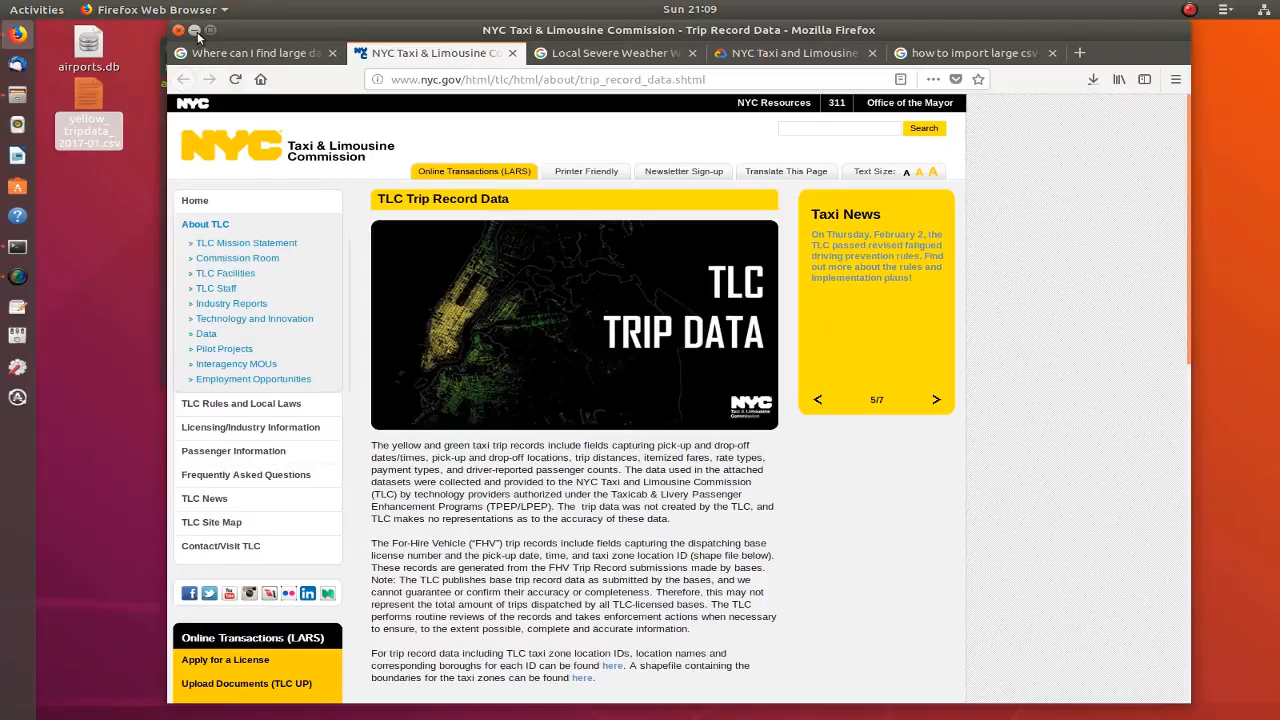 Activities
Firefox Web Browser
Sun 21:09
NYC Taxi & Limousine Commission - Trip Record Data - Mozilla Firefox
Where can I find large da
NYC Taxi & Limousine Co
Local Severe Weather W
NYC Taxi and Limousine
how to import large csv
www.nyc.gov/html/tlc/html/about/trip_record_data.shtml
airports.db
yellow_
tripdata_
2017-01.csv
NYC
NYC Resources
311
Office of the Mayor
NYC Taxi & Limousine
Commission
Search
Online Transactions (LARS)
Printer Friendly
Newsletter Sign-up
Translate This Page
Text Size: A A A
Home
About TLC
» TLC Mission Statement
» Commission Room
» TLC Facilities
» TLC Staff
» Industry Reports
» Technology and Innovation
» Data
» Pilot Projects
» Interagency MOUs
» Employment Opportunities
TLC Rules and Local Laws
Licensing/Industry Information
Passenger Information
Frequently Asked Questions
TLC News
TLC Site Map
Contact/Visit TLC
Online Transactions (LARS)
Apply for a License
Upload Documents (TLC UP)
TLC Trip Record Data
TLC
TRIP DATA
NYC
Taxi & Limousine
Commission
The yellow and green taxi trip records include fields capturing pick-up and drop-off
dates/times, pick-up and drop-off locations, trip distances, itemized fares, rate types,
payment types, and driver-reported passenger counts. The data used in the attached
datasets were collected and provided to the NYC Taxi and Limousine Commission
(TLC) by technology providers authorized under the Taxicab & Livery Passenger
Enhancement Programs (TPEP/LPEP). The trip data was not created by the TLC, and
TLC makes no representations as to the accuracy of these data.
The For-Hire Vehicle (“FHV”) trip records include fields capturing the dispatching base
license number and the pick-up date, time, and taxi zone location ID (shape file below).
These records are generated from the FHV Trip Record submissions made by bases.
Note: The TLC publishes base trip record data as submitted by the bases, and we
cannot guarantee or confirm their accuracy or completeness. Therefore, this may not
represent the total amount of trips dispatched by all TLC-licensed bases. The TLC
performs routine reviews of the records and takes enforcement actions when necessary
to ensure, to the extent possible, complete and accurate information.
For trip record data including TLC taxi zone location IDs, location names and
corresponding boroughs for each ID can be found here. A shapefile containing the
boundaries for the taxi zones can be found here.
Taxi News
On Thursday, February 2, the
TLC passed revised fatigued
driving prevention rules. Find
out more about the rules and
implementation plans!
< 5/7 >